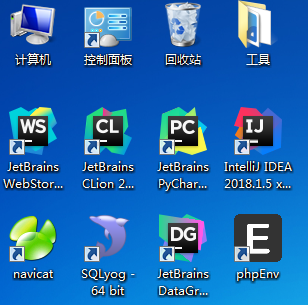 计算机 控制面板 回收站 工具
WS CL PC IJ
JetBrains JetBrains JetBrains IntelliJ IDEA
WebStor... CLion 2... PyChar... 2018.1.5 x...
DG E
navicat SQLyog - JetBrains phpEnv
64 bit DataGr...